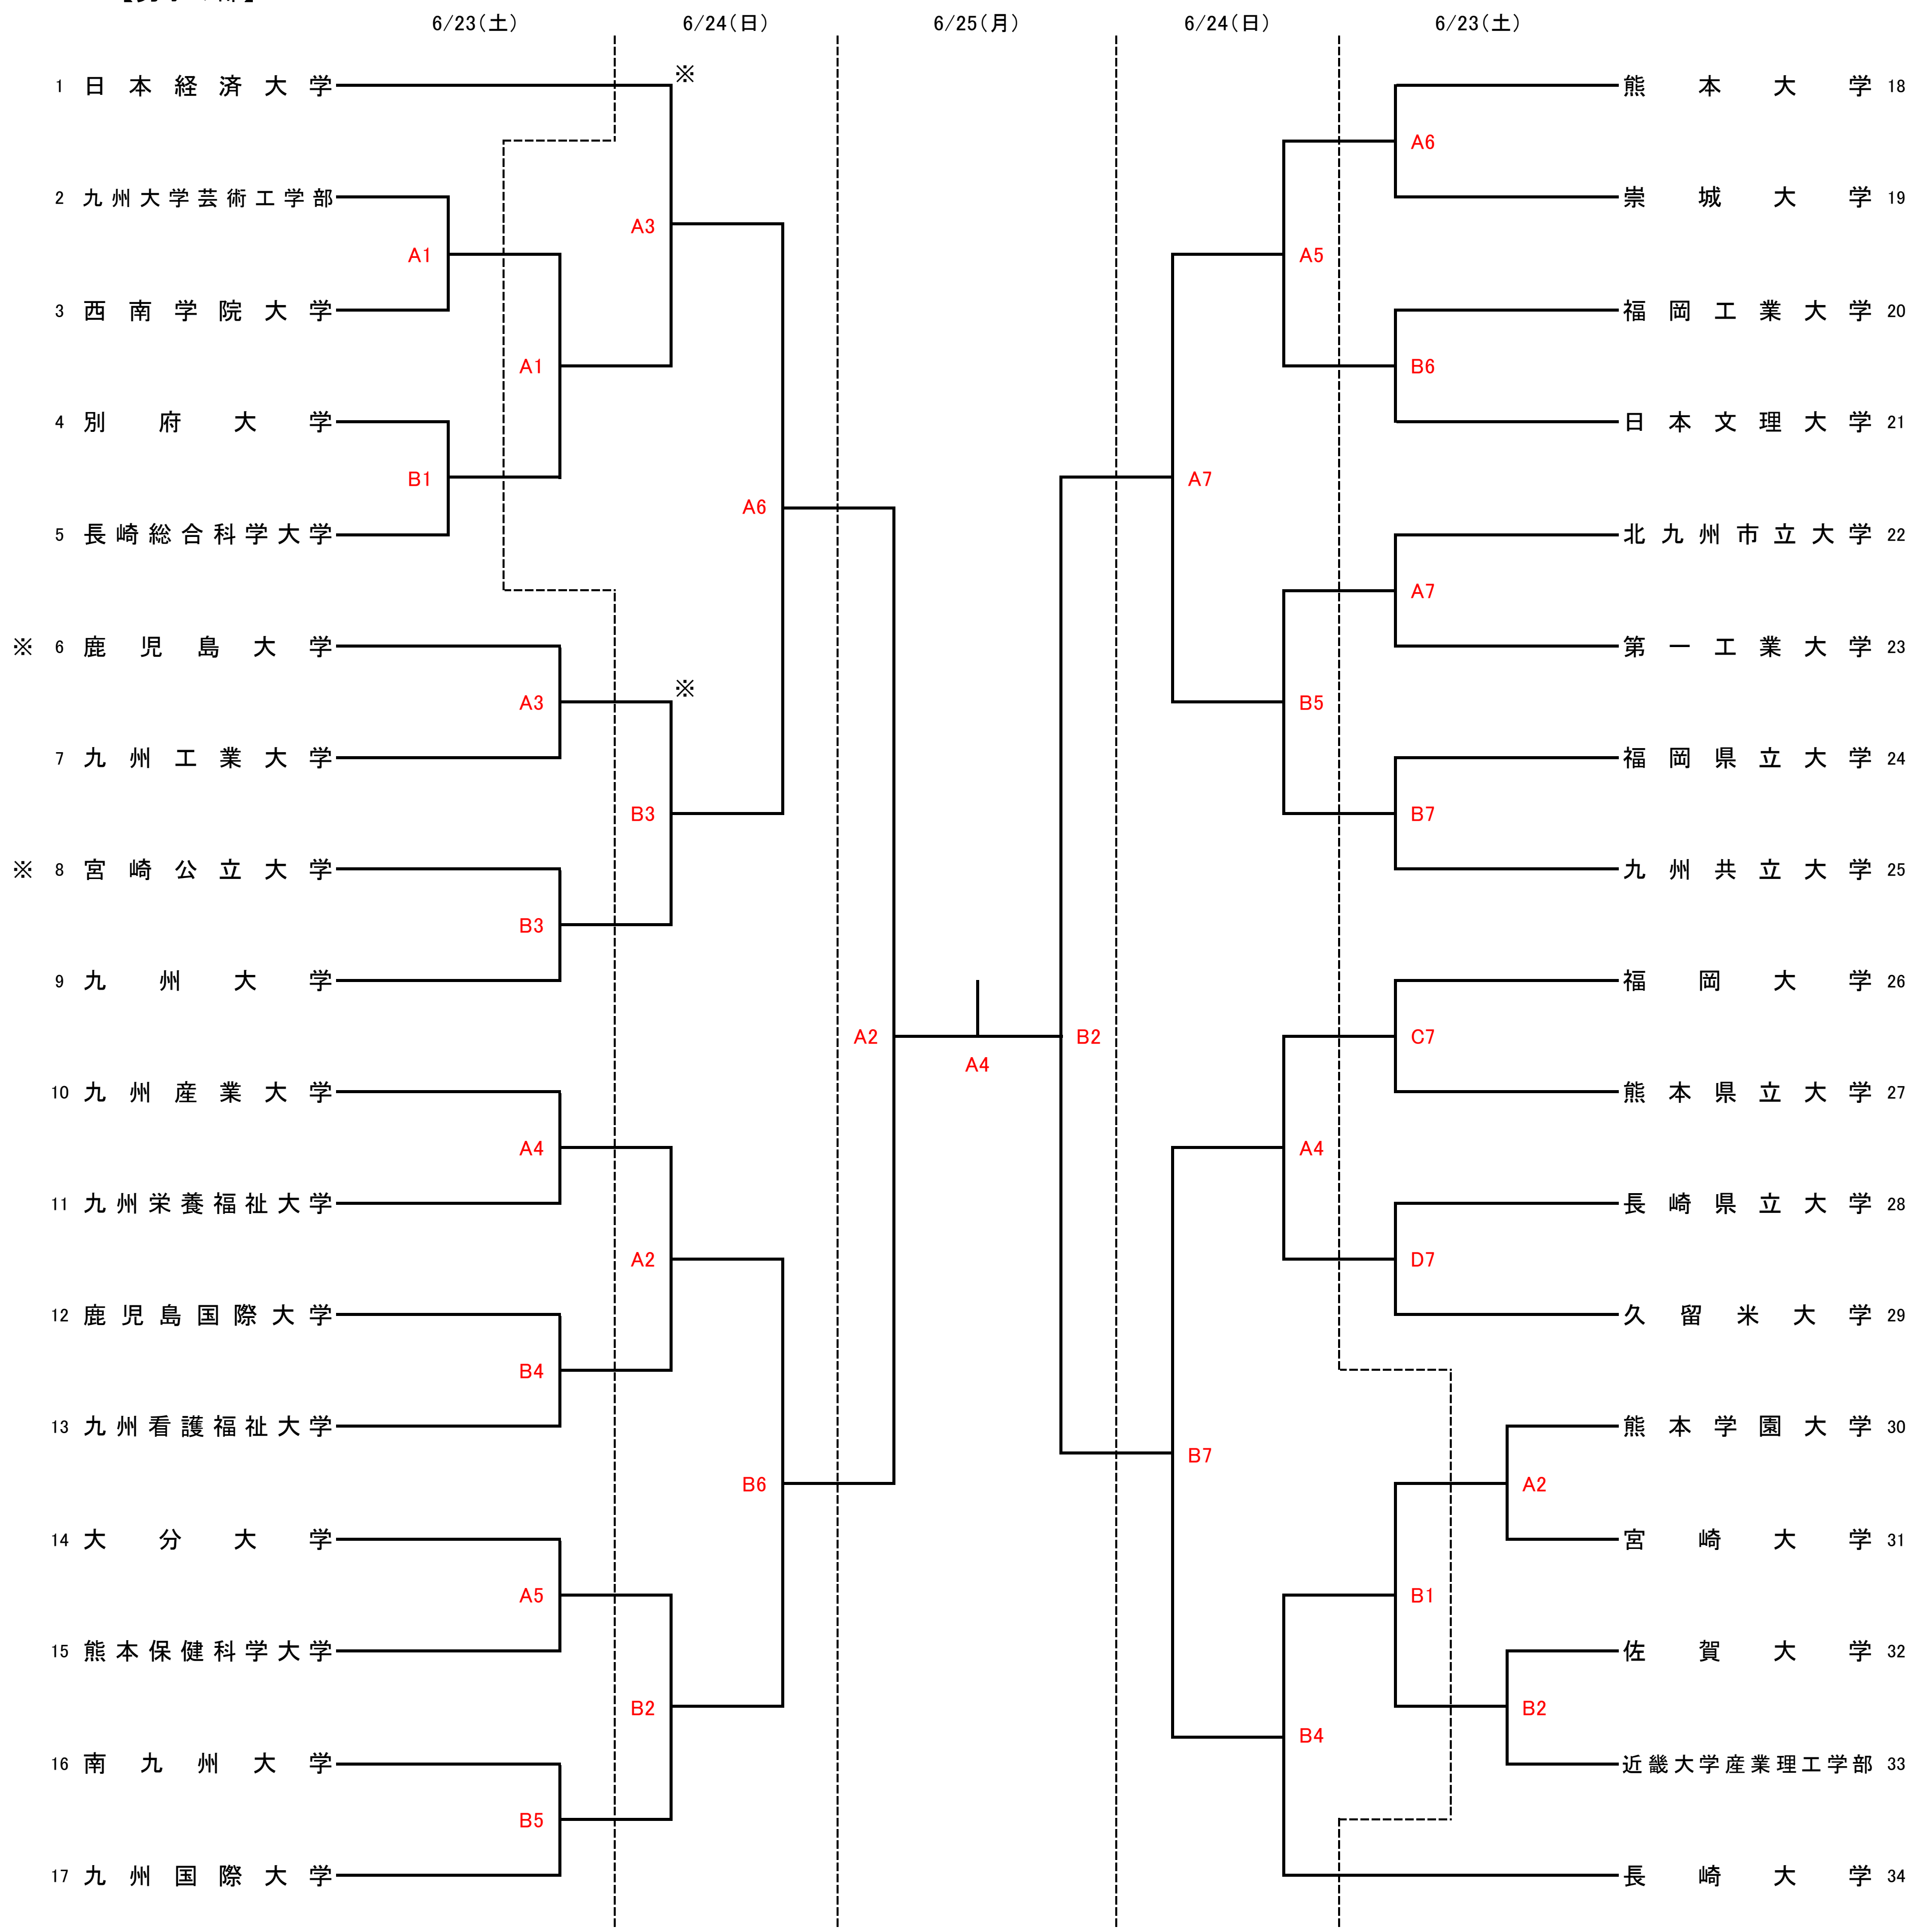 6/23(土) 6/24(日) 6/25(月) 6/24(日) 6/23(土)
※
1 日本経済大学 熊本大学 18
A6
2 九州大学芸術工学部 崇城大学 19
A3
A1 A5
3 西南学院大学 福岡工業大学 20
A1 B6
4 別府大学 日本文理大学 21
B1 A7
A6
5 長崎総合科学大学 北九州市立大学 22
A7
※ 6 鹿児島大学 第一工業大学 23
※
A3 B5
7 九州工業大学 福岡県立大学 24
B3 B7
※ 8 宮崎公立大学 九州共立大学 25
B3
9 九州大学 福岡大学 26
A2 B2 C7
A4
10 九州産業大学 熊本県立大学 27
A4 A4
11 九州栄養福祉大学 長崎県立大学 28
A2 D7
12 鹿児島国際大学 久留米大学 29
B4
13 九州看護福祉大学 熊本学園大学 30
B7
B6 A2
14 大分大学 宮崎大学 31
A5 B1
15 熊本保健科学大学 佐賀大学 32
B2 B2
B4
16 南九州大学 近畿大学産業理工学部 33
B5
17 九州国際大学 長崎大学 34